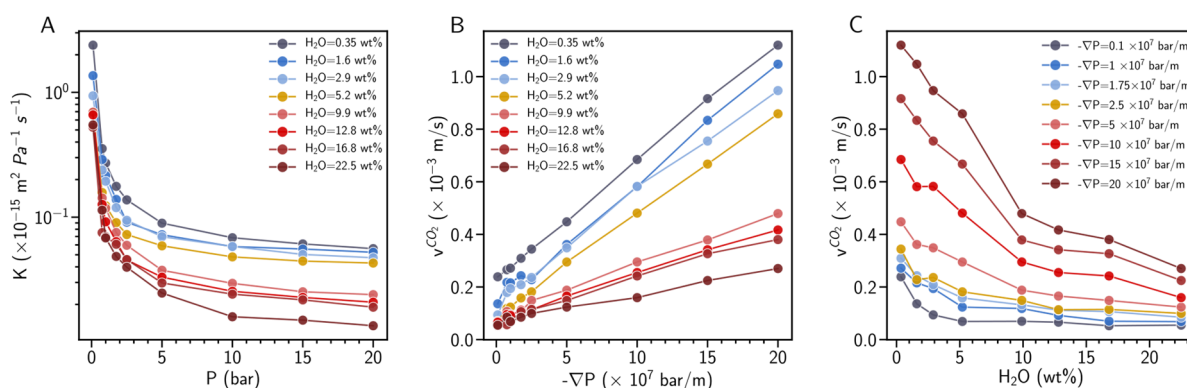 A
K (×10⁻¹⁵ m² Pa⁻¹ s⁻¹)
10⁰
10⁻¹
H₂O=0.35 wt%
H₂O=1.6 wt%
H₂O=2.9 wt%
H₂O=5.2 wt%
H₂O=9.9 wt%
H₂O=12.8 wt%
H₂O=16.8 wt%
H₂O=22.5 wt%
0 5 10 15 20
P (bar)
B
v^CO₂ (× 10⁻³ m/s)
1.0
0.8
0.6
0.4
0.2
0.0
H₂O=0.35 wt%
H₂O=1.6 wt%
H₂O=2.9 wt%
H₂O=5.2 wt%
H₂O=9.9 wt%
H₂O=12.8 wt%
H₂O=16.8 wt%
H₂O=22.5 wt%
0 5 10 15 20
-∇P (× 10⁷ bar/m)
C
v^CO₂ (× 10⁻³ m/s)
1.0
0.8
0.6
0.4
0.2
0.0
-∇P=0.1 ×10⁷ bar/m
-∇P=1 ×10⁷ bar/m
-∇P=1.75×10⁷ bar/m
-∇P=2.5 ×10⁷ bar/m
-∇P=5 ×10⁷ bar/m
-∇P=10 ×10⁷ bar/m
-∇P=15 ×10⁷ bar/m
-∇P=20 ×10⁷ bar/m
0 5 10 15 20
H₂O (wt%)